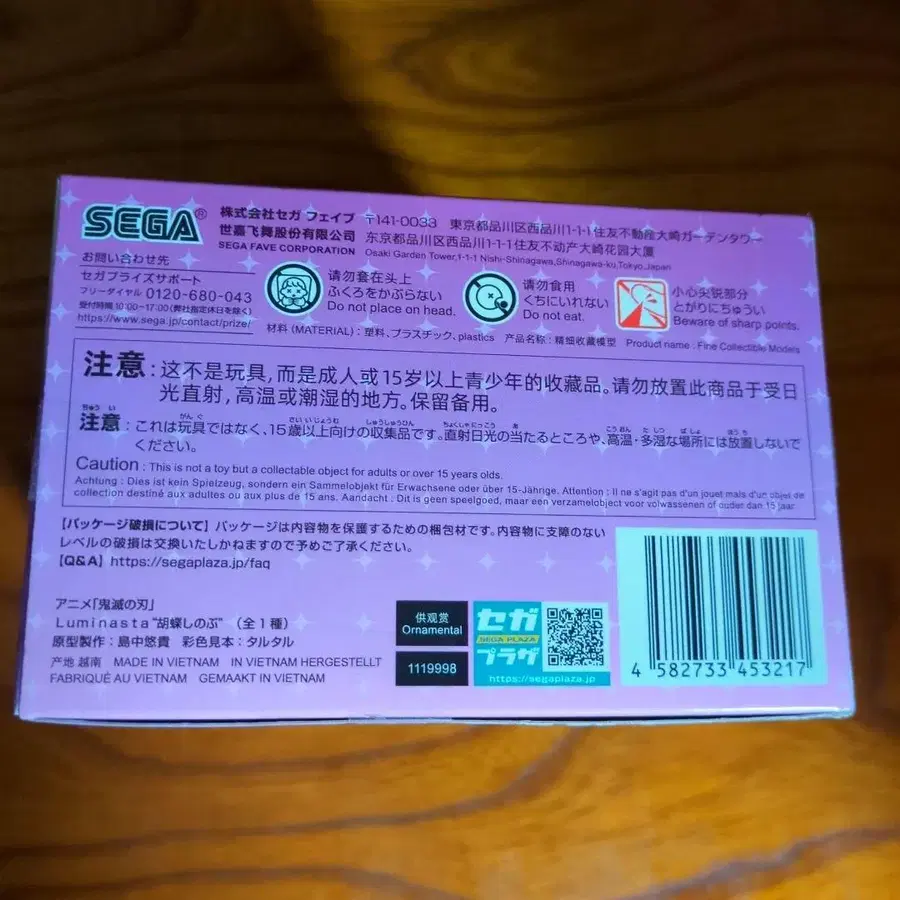 SEGA® 株式会社セガ フェイブ 〒141-0033 東京都品川区西品川1-1-1住友不動産大崎ガーデンタワー
世嘉飞舞股份有限公司 东京都品川区西品川1-1-1住友不动产大崎花园大厦
SEGA FAVE CORPORATION Osaki Garden Tower,1-1-1 Nishi-Shinagawa,Shinagawa-ku,Tokyo,Japan
お問い合わせ先
セガプライズサポート
フリーダイヤル 0120-680-043
受付時間 10:00~17:00(弊社指定休日を除く)
https://www.sega.jp/contact/prize/
请勿套在头上
ふくろをかぶらない
Do not place on head.
请勿食用
くちにいれない
Do not eat.
小心尖锐部分
とがりにちゅうい
Beware of sharp points.
材料 (MATERIAL) : 塑料、プラスチック、plastics 产品名称 : 精细收藏模型 Product name : Fine Collectible Models
注意 : 这不是玩具,而是成人或15岁以上青少年的收藏品。请勿放置此商品于受日
光直射,高温或潮湿的地方。保留备用。
注意 : これは玩具ではなく、15歳以上向けの収集品です。直射日光の当たるところや、高温・多湿な場所には放置しないで
ください。
Caution : This is not a toy but a collectable object for adults or over 15 years olds.
Achtung : Dies ist kein Spielzeug, sondern ein Sammelobjekt für Erwachsene oder über 15-Jährige. Attention : Il ne s'agit pas d'un jouet mais d'un objet de
collection destiné aux adultes ou aux plus de 15 ans. Aandacht : Dit is geen speelgoed, maar een verzamelobject voor volwassenen of ouder dan 15 jaar
【パッケージ破損について】パッケージは内容物を保護するための梱包材です。内容物に支障のない
レベルの破損は交換いたしかねますので予めご了承ください。
【Q&A】https://segaplaza.jp/faq
アニメ「鬼滅の刃」
Luminasta "胡蝶しのぶ" (全1種)
原型製作 : 島中悠貴 彩色見本 : タルタル
产地 越南 MADE IN VIETNAM IN VIETNAM HERGESTELLT
FABRIQUÉ AU VIETNAM GEMAAKT IN VIETNAM
供观赏
Ornamental
1119998
セガ
SEGA PLAZA
プラザ
https://segaplaza.jp
4 582733 453217